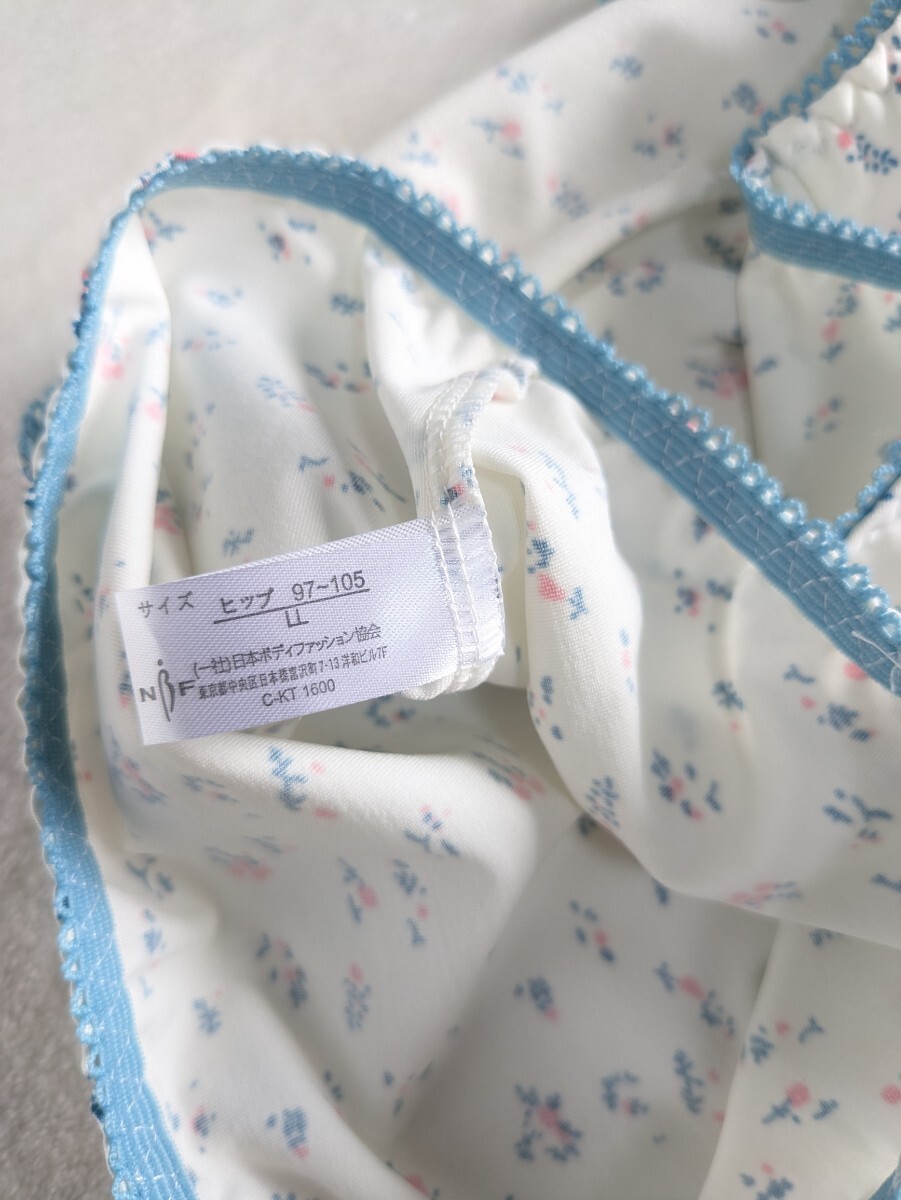 サイズ ヒップ 97~105
LL
NBF
(一社)日本ボディファッション協会
東京都中央区日本橋富沢町7-13 洋和ビル7F
C-KT 1600